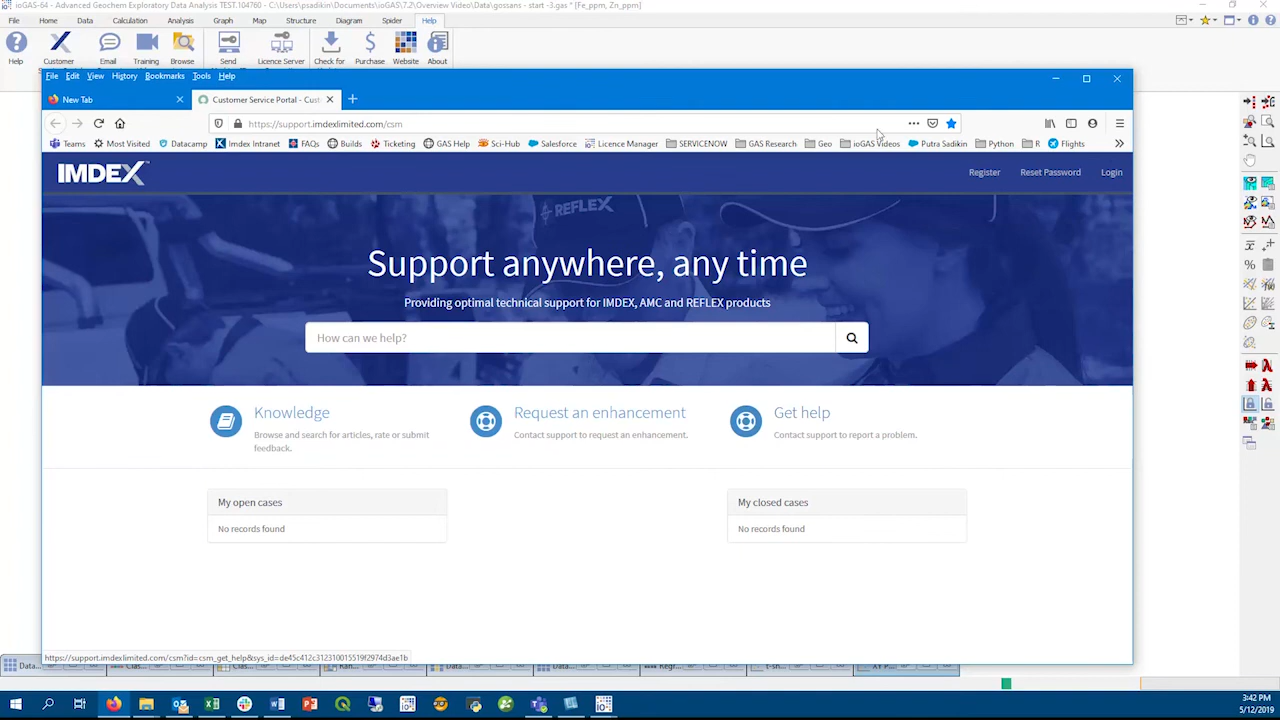 ioGAS-64 - Advanced Geochem Exploratory Data Analysis TEST.104760 - C:\Users\psadikin\Documents\ioGAS\7.2\Overview Video\Data\gossans - start -3.gas * [Fe_ppm, Zn_ppm]
File Home Data Calculation Analysis Graph Map Structure Diagram Spider Help
Help Customer Email Training Browse Send Licence Server Check for Purchase Website About
File Edit View History Bookmarks Tools Help
New Tab
Customer Service Portal - Cust
https://support.imdexlimited.com/csm
Teams Most Visited Datacamp Imdex Intranet FAQs Builds Ticketing GAS Help Sci-Hub Salesforce Licence Manager SERVICENOW GAS Research Geo ioGAS Videos Putra Sadikin Python R Flights
IMDEX™
Register Reset Password Login
REFLEX
Support anywhere, any time
Providing optimal technical support for IMDEX, AMC and REFLEX products
How can we help?
Knowledge
Browse and search for articles, rate or submit
feedback.
Request an enhancement
Contact support to request an enhancement.
Get help
Contact support to report a problem.
My open cases
No records found
My closed cases
No records found
https://support.imdexlimited.com/csm?id=csm_get_help&sys_id=de45c412c312310015519f2974d3ae1b
3:42 PM
5/12/2019